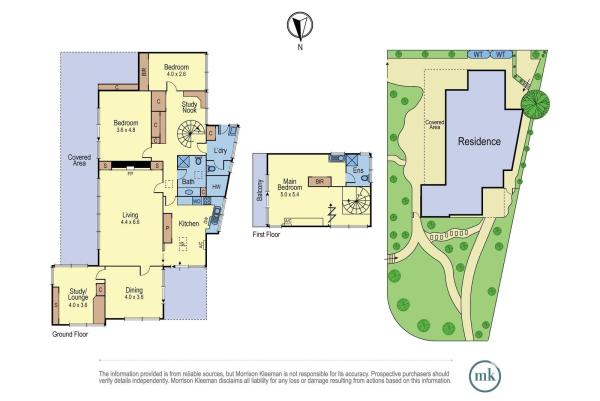 N
Bedroom
4.0 x 2.6
BIR
C
Study
Nook
C
C
Bedroom
3.6 x 4.8
C
L'dry
Covered Area
S
FP
S
Bath
C
HW
Living
4.4 x 6.6
P
Kitchen
A/C
Study/
Lounge
4.0 x 3.6
S
C
Dining
4.0 x 3.6
Ground Floor
Balcony
Main
Bedroom
5.0 x 5.4
BIR
Ens
A/C
First Floor
WT
WT
Covered
Area
Residence
The information provided is from reliable sources, but Morrison Kleeman is not responsible for its accuracy. Prospective purchasers should
verify details independently. Morrison Kleeman disclaims all liability for any loss or damage resulting from actions based on this information.
mk